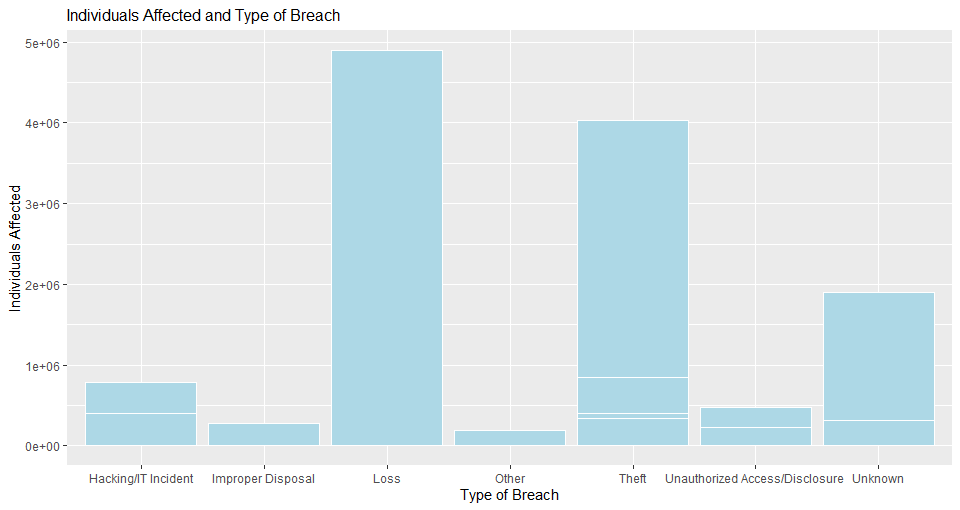 Individuals Affected and Type of Breach
5e+06
4e+06
3e+06
2e+06
1e+06
0e+00
Individuals Affected
Hacking/IT Incident
Improper Disposal
Loss
Other
Theft
Unauthorized Access/Disclosure
Unknown
Type of Breach